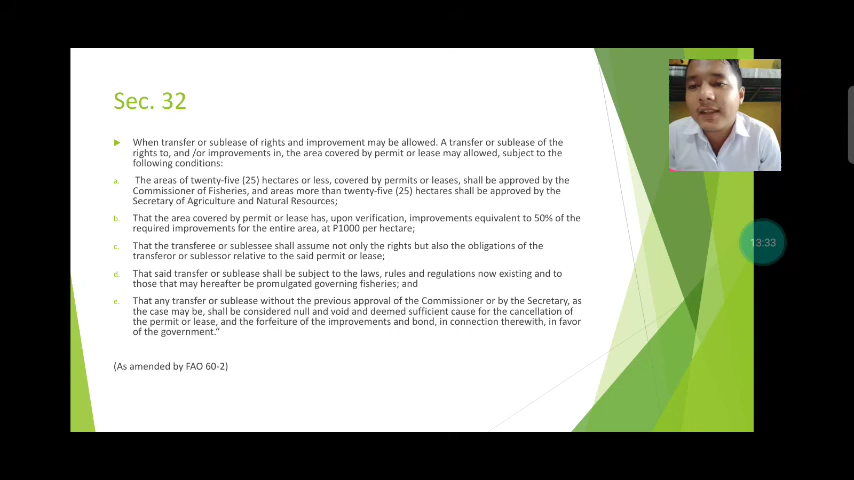 Sec. 32
When transfer or sublease of rights and improvement may be allowed. A transfer or sublease of the
rights to, and /or improvements in, the area covered by permit or lease may allowed, subject to the
following conditions:
a. The areas of twenty-five (25) hectares or less, covered by permits or leases, shall be approved by the
Commissioner of Fisheries, and areas more than twenty-five (25) hectares shall be approved by the
Secretary of Agriculture and Natural Resources;
b. That the area covered by permit or lease has, upon verification, improvements equivalent to 50% of the
required improvements for the entire area, at P1000 per hectare;
c. That the transferee or sublessee shall assume not only the rights but also the obligations of the
transferor or sublessor relative to the said permit or lease;
d. That said transfer or sublease shall be subject to the laws, rules and regulations now existing and to
those that may hereafter be promulgated governing fisheries; and
e. That any transfer or sublease without the previous approval of the Commissioner or by the Secretary, as
the case may be, shall be considered null and void and deemed sufficient cause for the cancellation of
the permit or lease, and the forfeiture of the improvements and bond, in connection therewith, in favor
of the government."
(As amended by FAO 60-2)
13:33